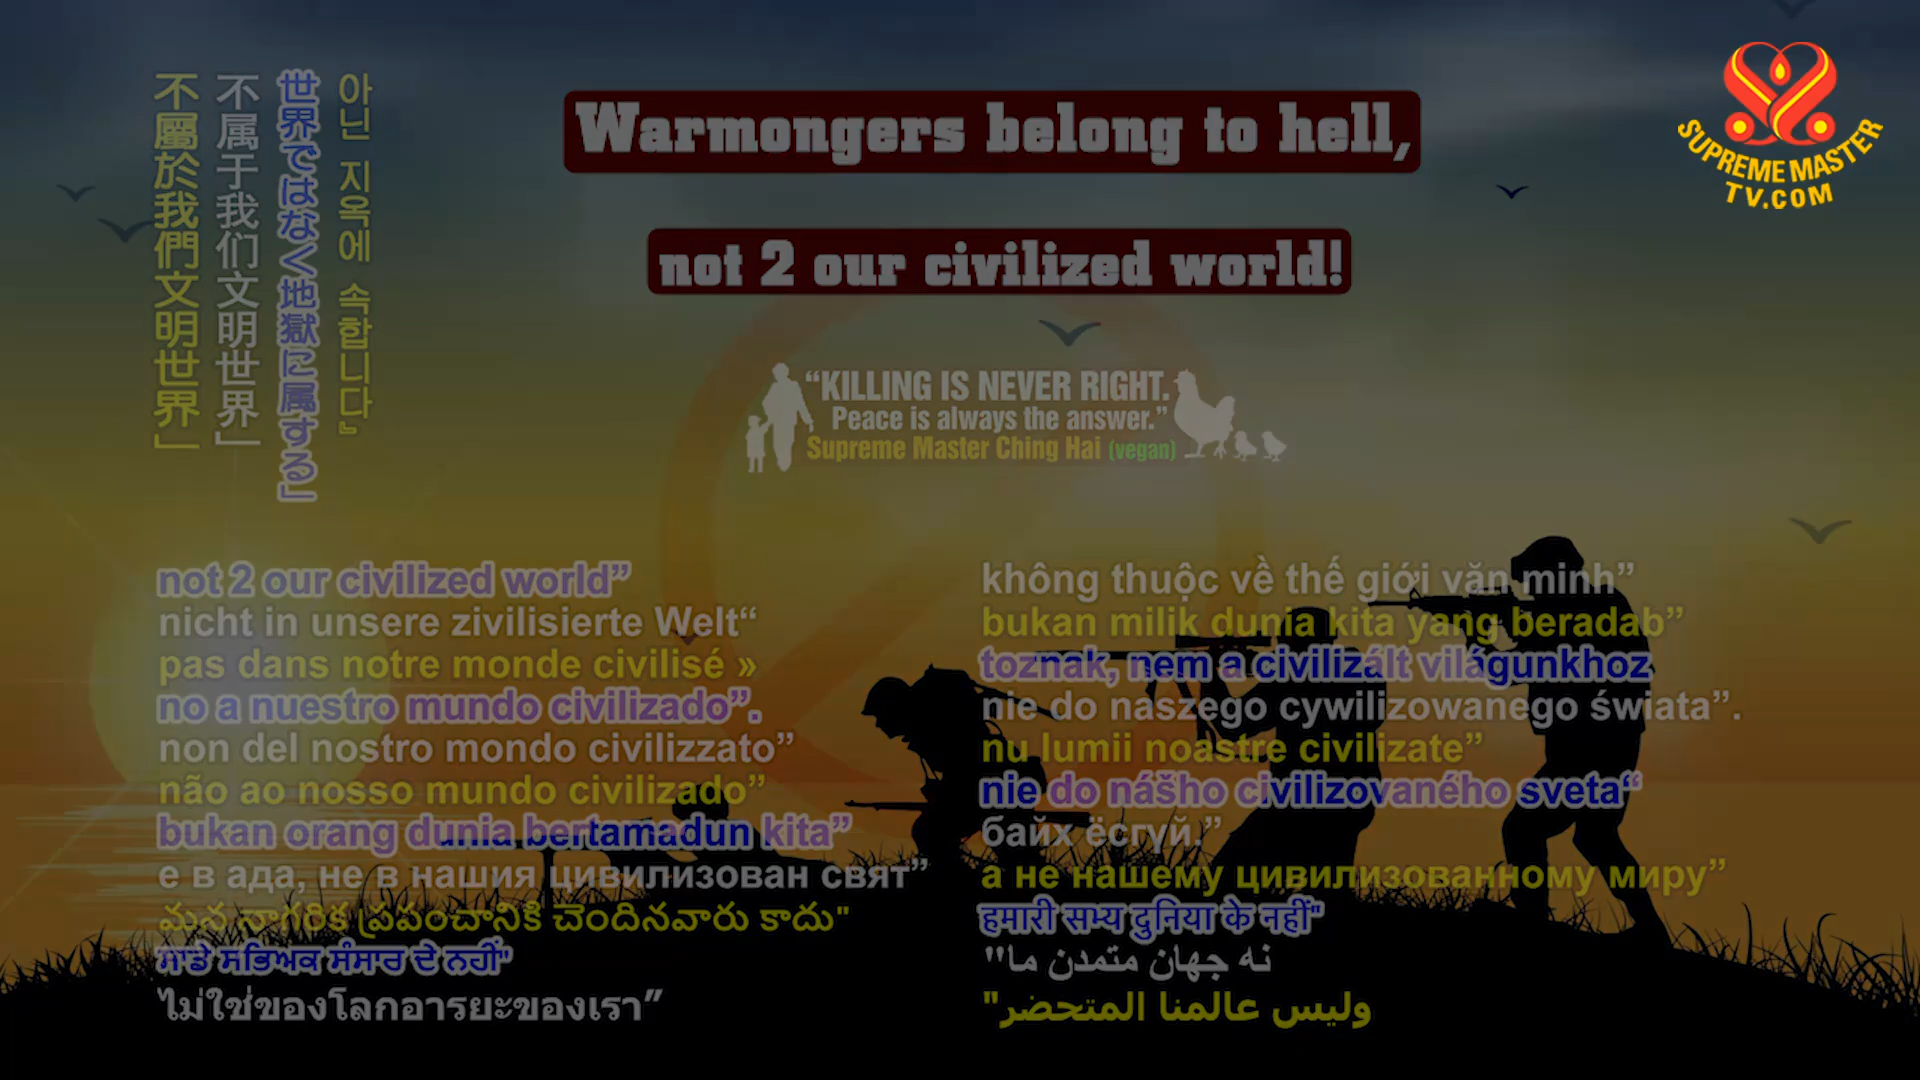 Warmongers belong to hell,
not 2 our civilized world!
SUPREME MASTER
TV.COM
아닌 지옥에 속합니다』
世界ではなく地獄に属する」
不属于我们文明世界」
不屬於我們文明世界」
“KILLING IS NEVER RIGHT.
Peace is always the answer.”
Supreme Master Ching Hai (vegan)
not 2 our civilized world”
nicht in unsere zivilisierte Welt“
pas dans notre monde civilisé »
no a nuestro mundo civilizado”.
non del nostro mondo civilizzato”
não ao nosso mundo civilizado”
bukan orang dunia bertamadun kita”
е в ада, не в нашия цивилизован свят”
మన నాగరిక ప్రపంచానికి చెందినవారు కాదు"
ਸਾਡੇ ਸਭਿਅਕ ਸੰਸਾਰ ਦੇ ਨਹੀਂ"
ไม่ใช่ของโลกอารยะของเรา”
không thuộc về thế giới văn minh”
bukan milik dunia kita yang beradab”
toznak, nem a civilizált világunkhoz
nie do naszego cywilizowanego świata”.
nu lumii noastre civilizate”
nie do nášho civilizovaného sveta“
байх ёсгүй.”
а не нашему цивилизованному миру”
हमारी सभ्य दुनिया के नहीं"
نه جهان متمدن ما"
وليس عالمنا المتحضر"